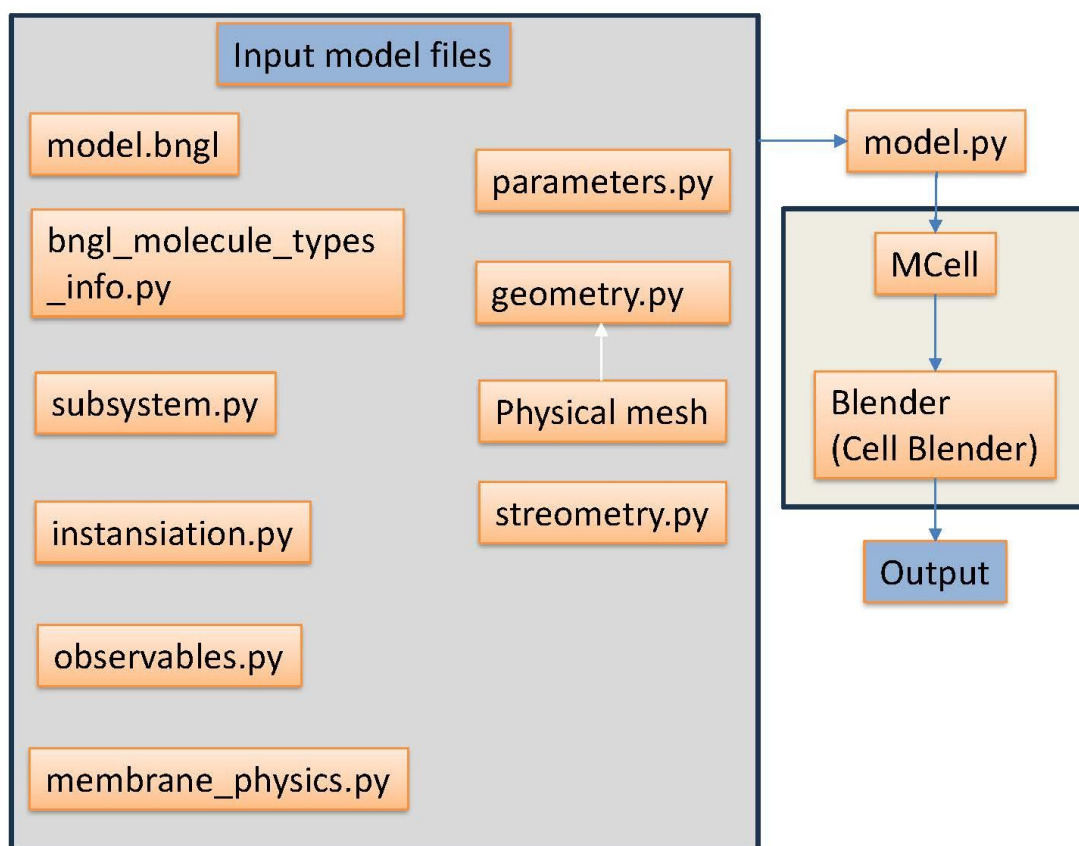 Input model files
model.bngl
bngl_molecule_types
_info.py
subsystem.py
instansiation.py
observables.py
membrane_physics.py
parameters.py
geometry.py
Physical mesh
streometry.py
model.py
MCell
Blender
(Cell Blender)
Output